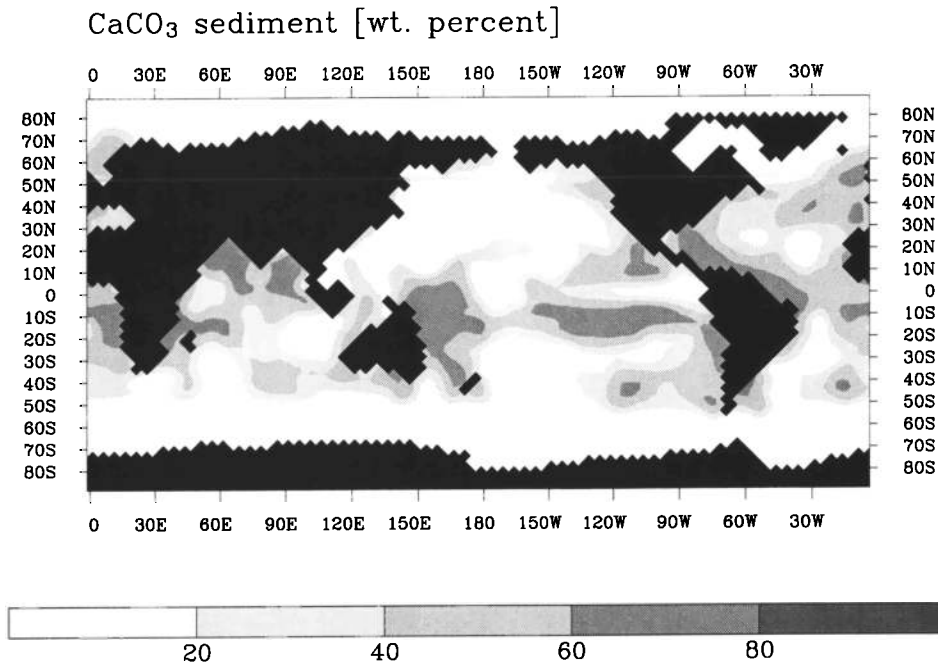 CaCO₃ sediment [wt. percent]
0 30E 60E 90E 120E 150E 180 150W 120W 90W 60W 30W
80N 80N
70N 70N
60N 60N
50N 50N
40N 40N
30N 30N
20N 20N
10N 10N
0 0
10S 10S
20S 20S
30S 30S
40S 40S
50S 50S
60S 60S
70S 70S
80S 80S
0 30E 60E 90E 120E 150E 180 150W 120W 90W 60W 30W
20 40 60 80